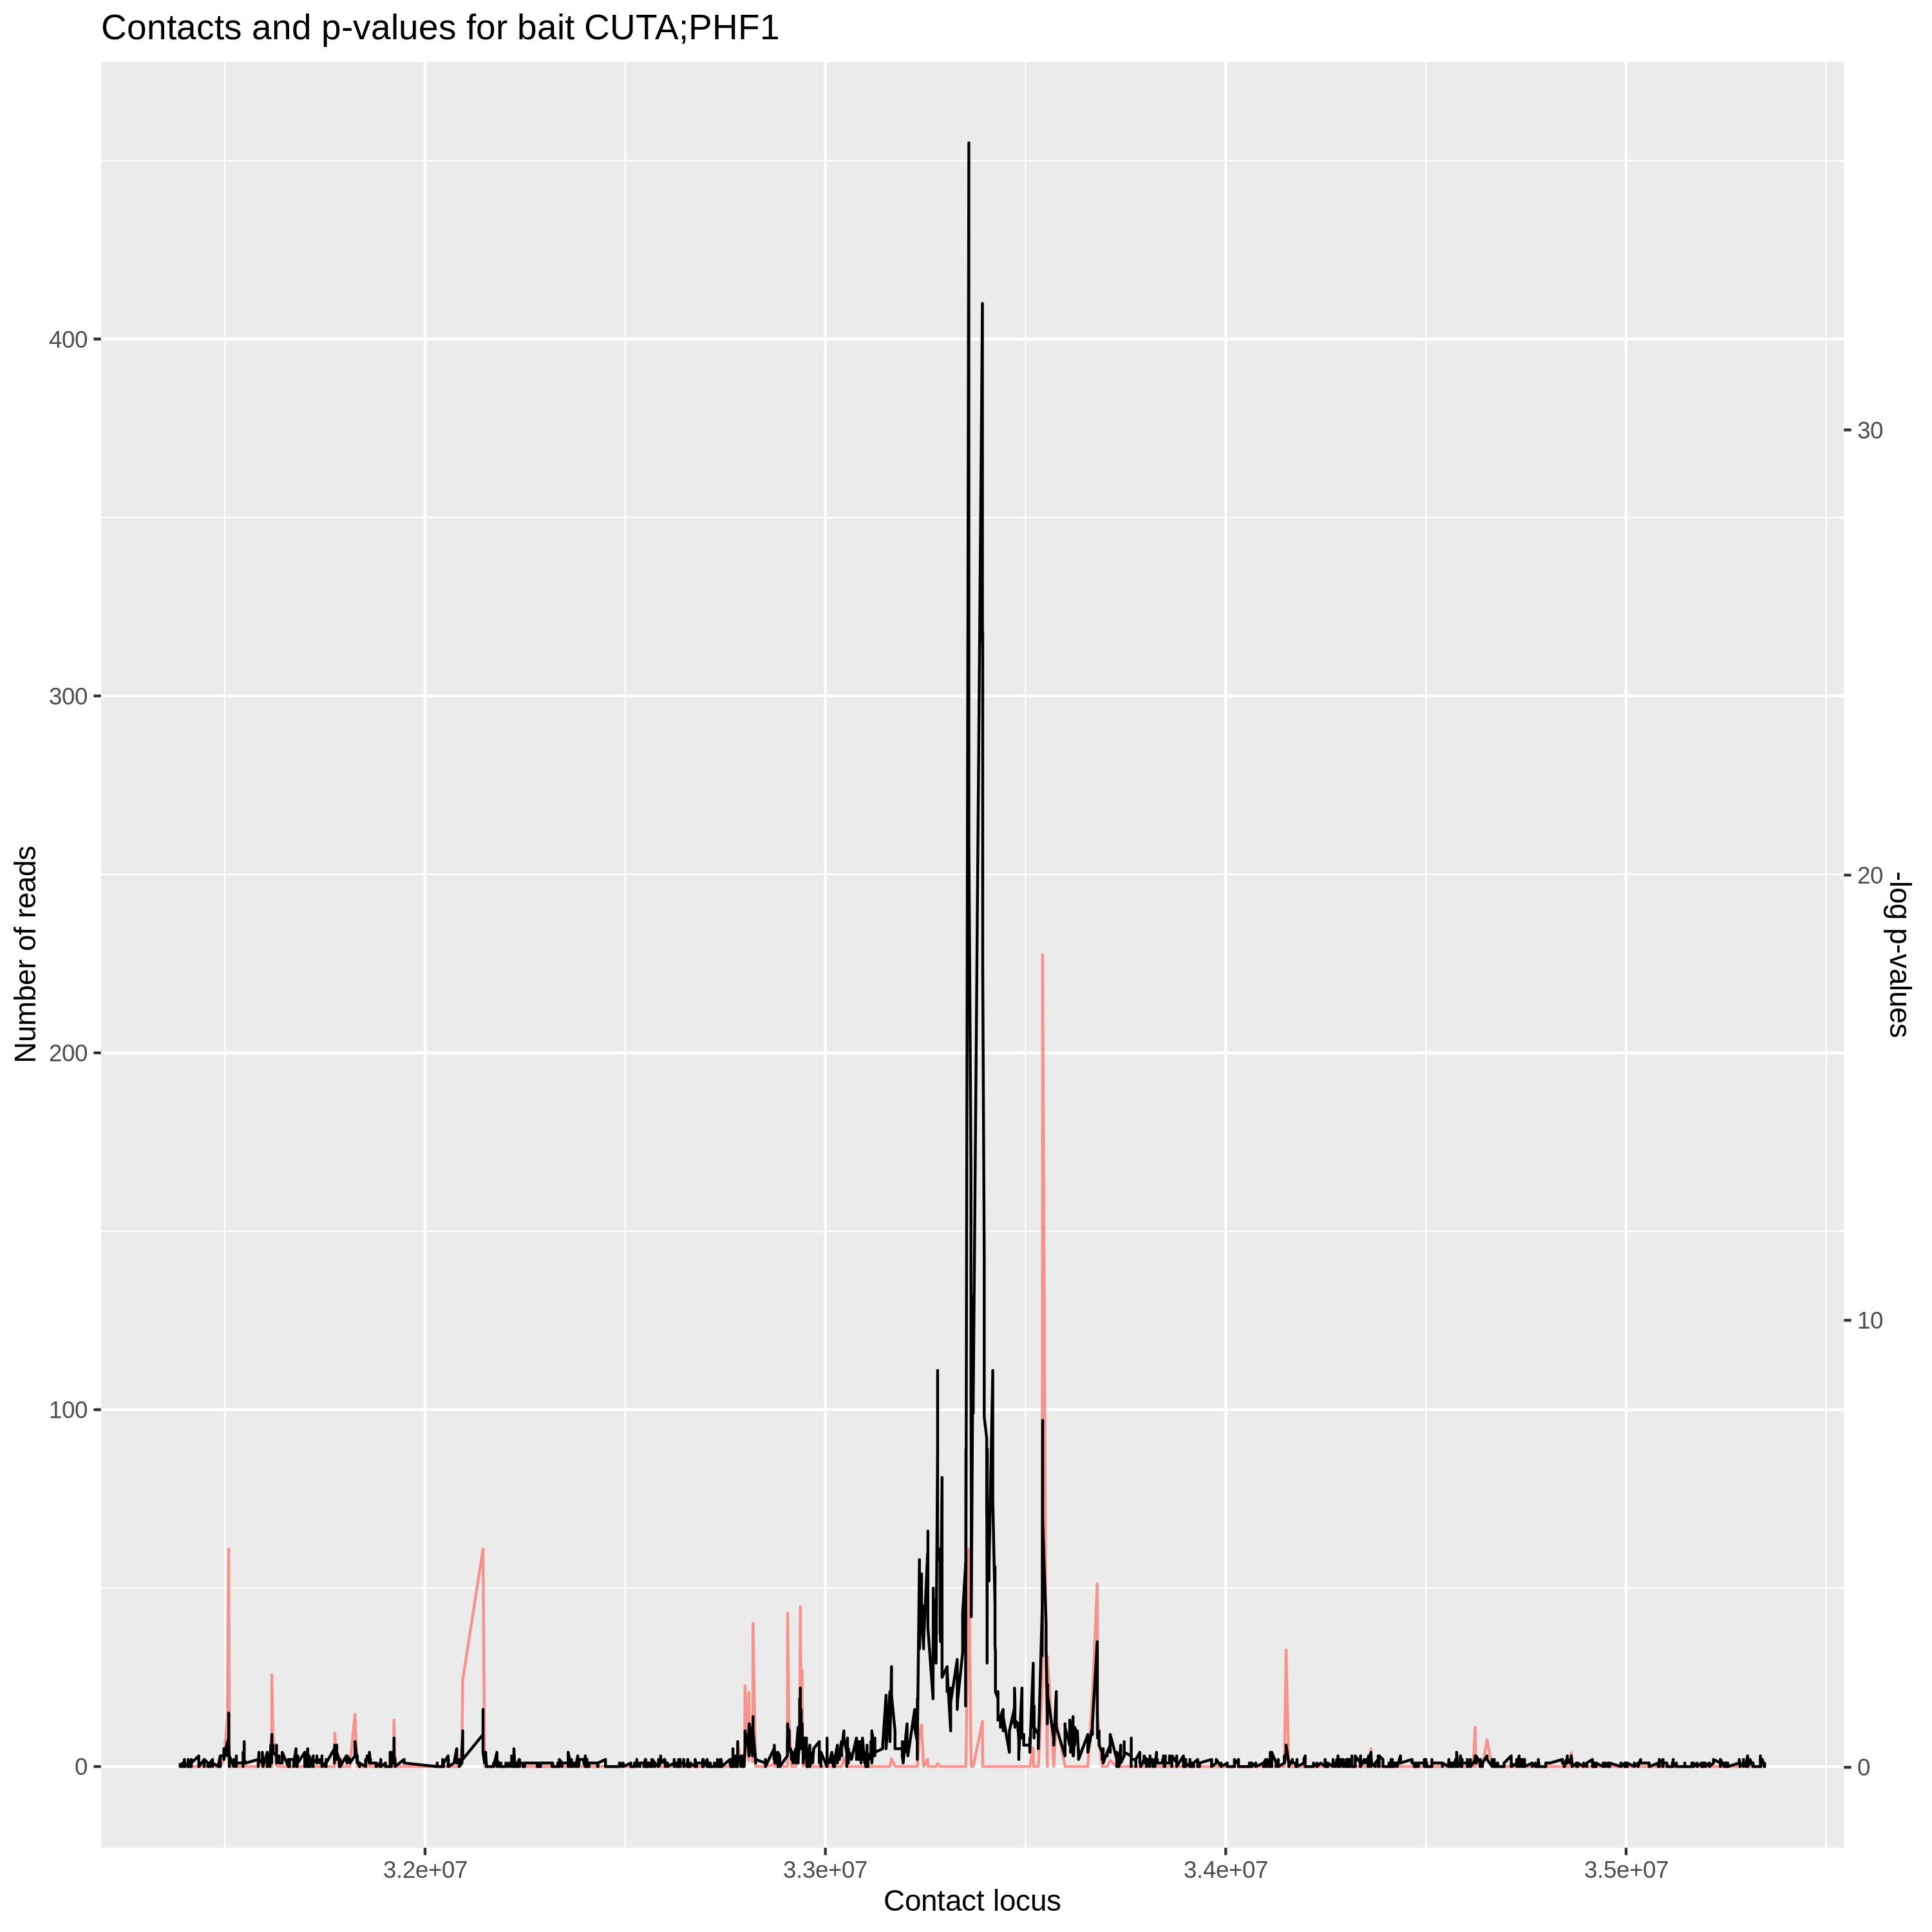 Contacts and p-values for bait CUTA;PHF1
Number of reads
400
300
200
100
0
30
20
10
0
-log p-values
3.2e+07 3.3e+07 3.4e+07 3.5e+07
Contact locus